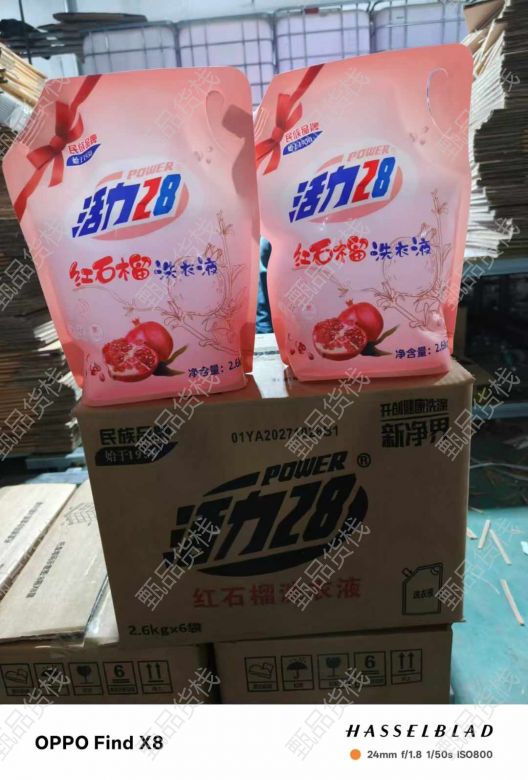 民族品牌
始于1950
POWER
活力28
红石榴 洗衣液
净含量：2.6k
民族品牌
始于1950
POWER
活力28
红石榴 洗衣液
净含量：2.6k
民族品牌
始于195
开创健康洗涤
新净界
POWER
活力28®
红石榴洗衣液
洗衣液
2.6kg×6袋
6
6
甄品货栈
OPPO Find X8
HASSELBLAD
24mm f/1.8 1/50s ISO800